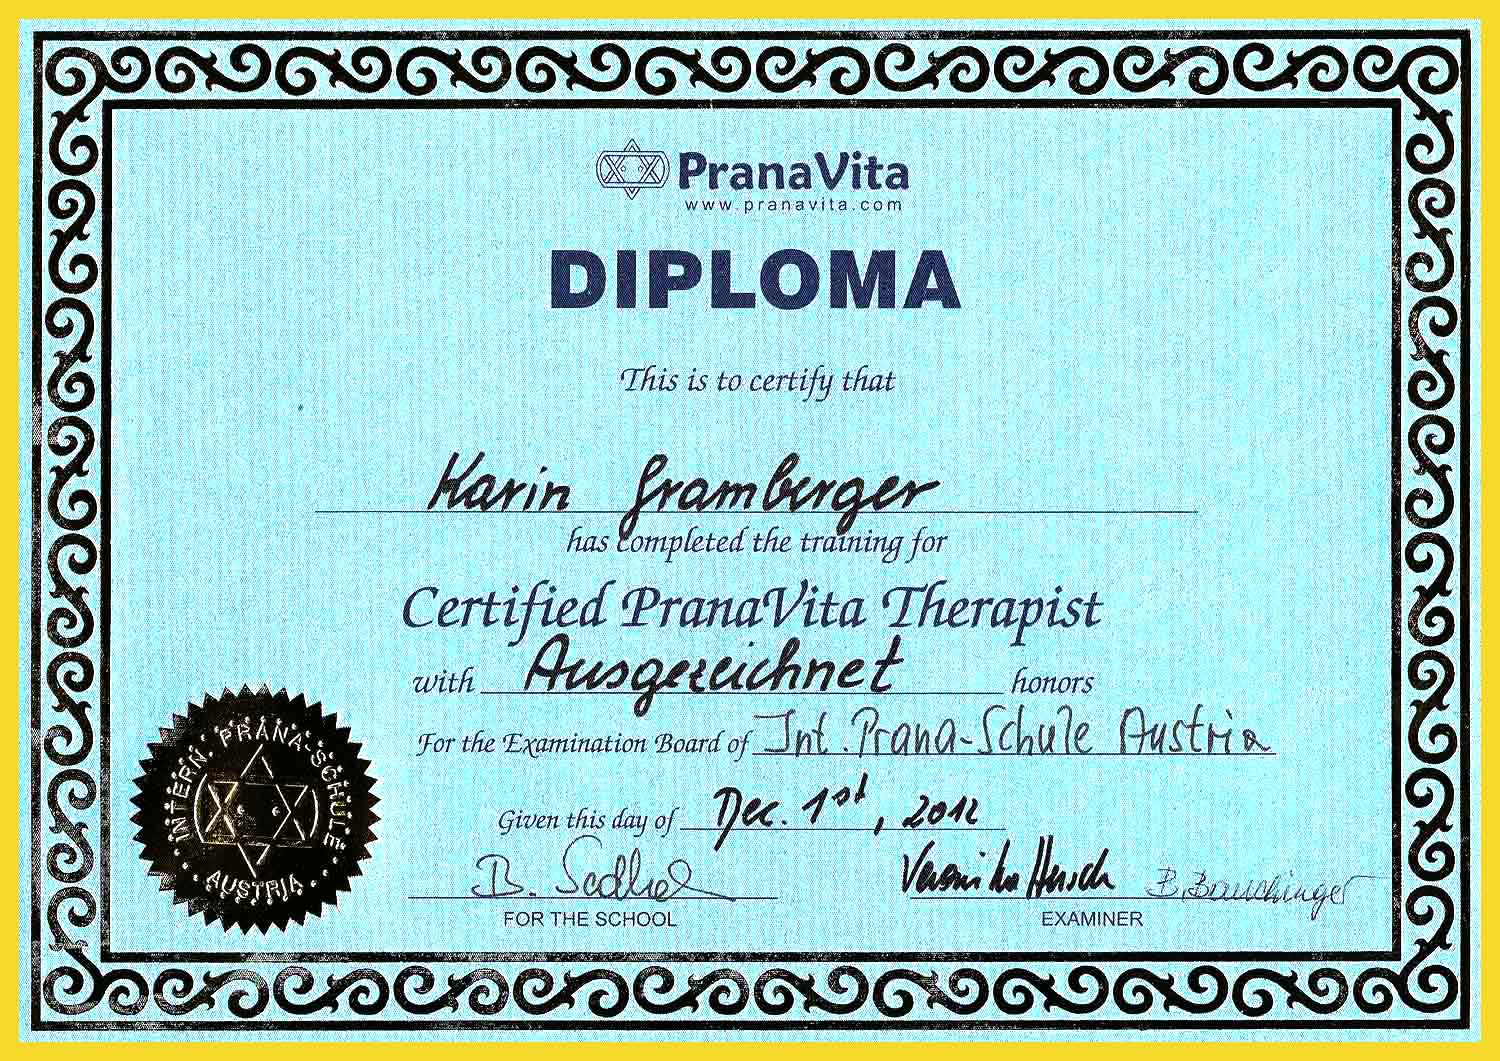 PranaVita
www.pranavita.com
DIPLOMA
This is to certify that
Karin Gramberger
has completed the training for
Certified PranaVita Therapist
with Ausgezeichnet honors
For the Examination Board of Int. Prana-Schule Austria
Given this day of Dec. 1st, 2012
B.
Veronika B. Bauchinger
FOR THE SCHOOL
EXAMINER
INTERN. PRANA-SCHULE
AUSTRIA